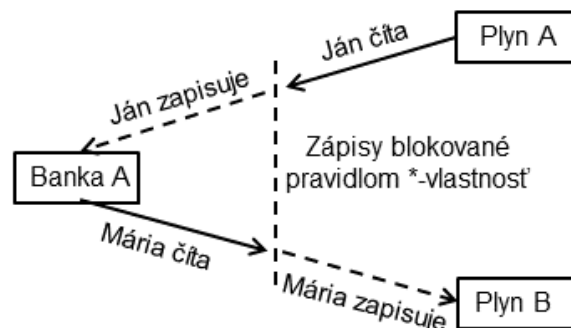 Plyn A
Ján číta
Ján zapisuje
Zápisy blokované
pravidlom *-vlastnosť
Banka A
Mária číta
Mária zapisuje
Plyn B